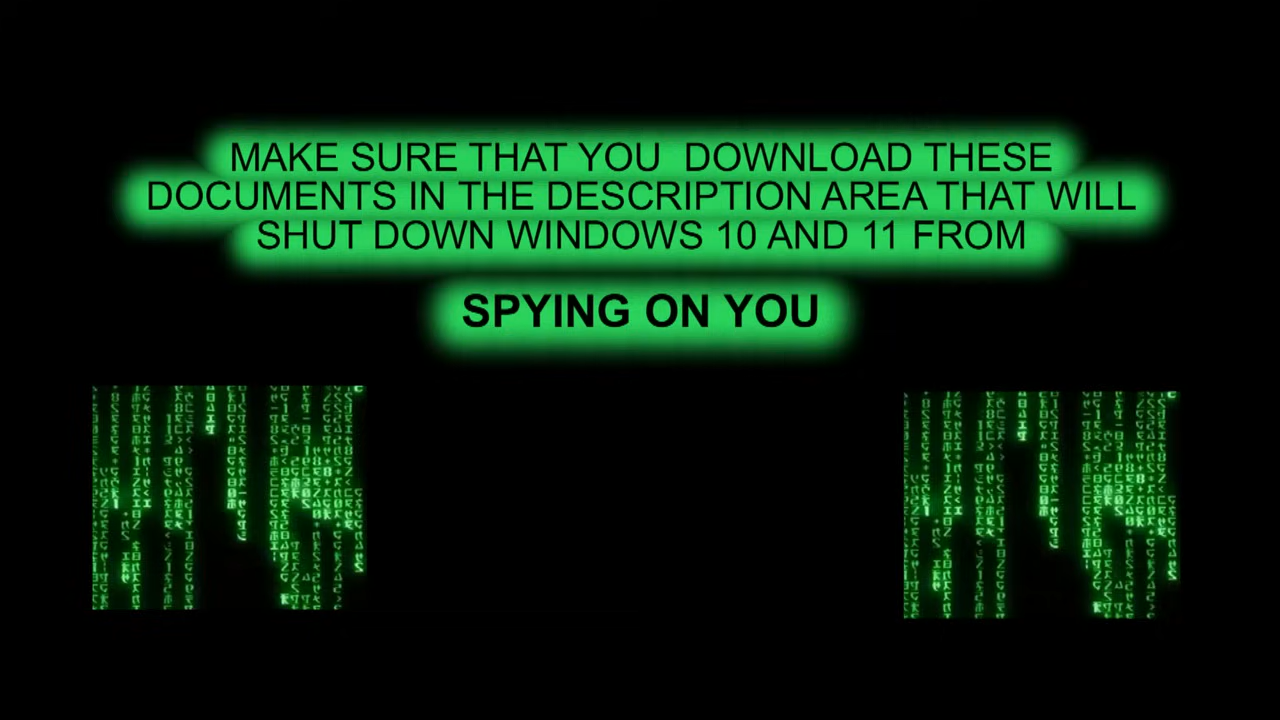 MAKE SURE THAT YOU  DOWNLOAD THESE
DOCUMENTS IN THE DESCRIPTION AREA THAT WILL
SHUT DOWN WINDOWS 10 AND 11 FROM
SPYING ON YOU